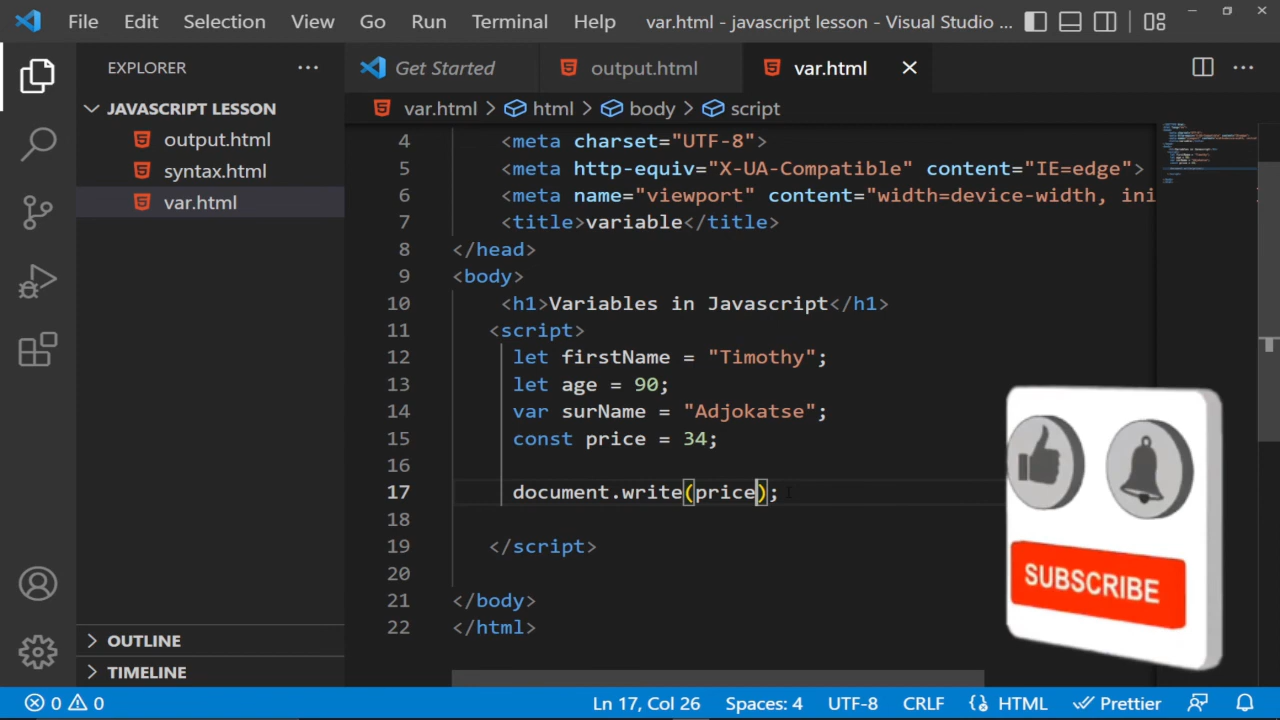 File Edit Selection View Go Run Terminal Help var.html - javascript lesson - Visual Studio ...
EXPLORER ...
Get Started output.html var.html
JAVASCRIPT LESSON
output.html
syntax.html
var.html
var.html > html > body > script
4 <meta charset="UTF-8">
5 <meta http-equiv="X-UA-Compatible" content="IE=edge">
6 <meta name="viewport" content="width=device-width, ini
7 <title>variable</title>
8 </head>
9 <body>
10 <h1>Variables in Javascript</h1>
11 <script>
12 let firstName = "Timothy";
13 let age = 90;
14 var surName = "Adjokatse";
15 const price = 34;
16
17 document.write(price);
18
19 </script>
20
21 </body>
22 </html>
SUBSCRIBE
OUTLINE
TIMELINE
0 0 Ln 17, Col 26 Spaces: 4 UTF-8 CRLF HTML Prettier